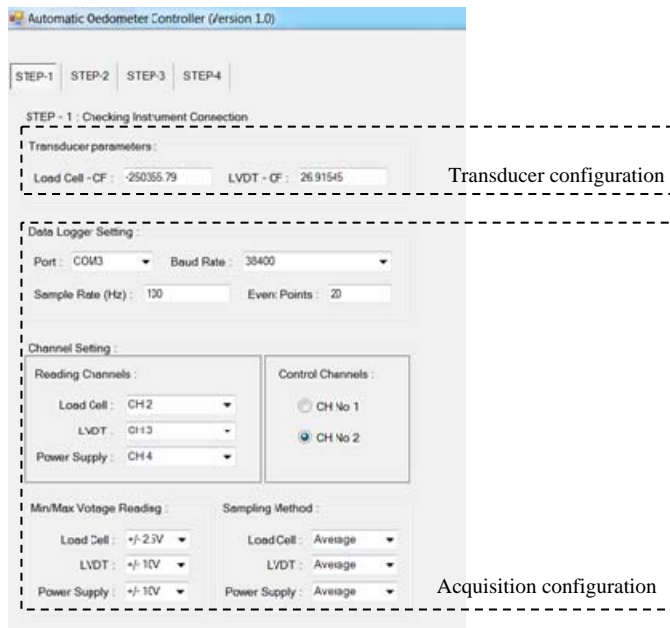 Automatic Oedometer Controller (Version 1.0)
STEP-1 STEP-2 STEP-3 STEP-4
STEP - 1 : Checking Instrument Connection
Transducer parameters :
Load Cell - CF : -250355.79 LVDT - CF : 26.91545
Transducer configuration
Data Logger Setting :
Port : COM3 Baud Rate : 38400
Sample Rate (Hz) : 100 Event Points : 20
Channel Setting :
Reading Channels : Control Channels :
Load Cell : CH 2 CH No 1
LVDT : CH 3 CH No 2
Power Supply : CH 4
Min/Max Votage Reading : Sampling Method :
Load Cell : +/- 2.5V Load Cell : Average
LVDT : +/- 10V LVDT : Average
Power Supply : +/- 10V Power Supply : Average
Acquisition configuration